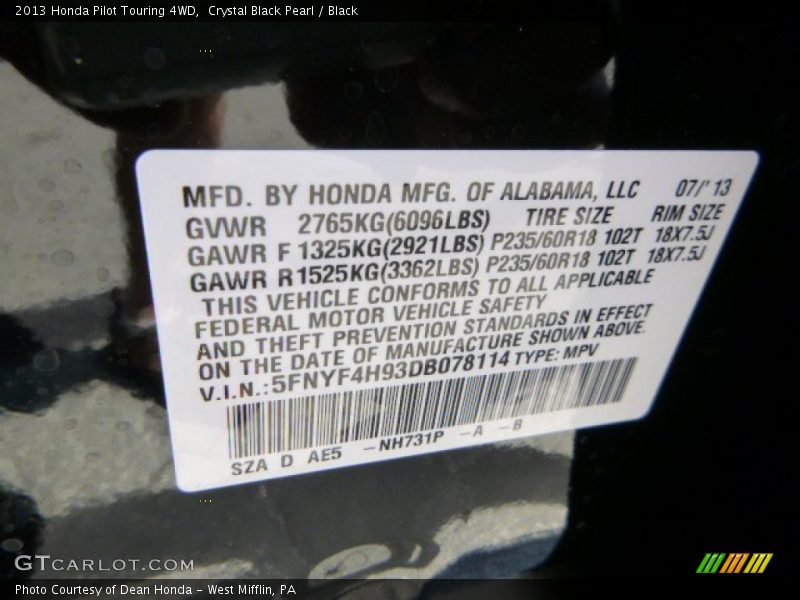 2013 Honda Pilot Touring 4WD,  Crystal Black Pearl / Black
MFD. BY HONDA MFG. OF ALABAMA, LLC 07/'13
GVWR 2765KG(6096LBS) TIRE SIZE RIM SIZE
GAWR F 1325KG(2921LBS) P235/60R18 102T 18X7.5J
GAWR R1525KG(3362LBS) P235/60R18 102T 18X7.5J
THIS VEHICLE CONFORMS TO ALL APPLICABLE
FEDERAL MOTOR VEHICLE SAFETY
AND THEFT PREVENTION STANDARDS IN EFFECT
ON THE DATE OF MANUFACTURE SHOWN ABOVE.
V.I.N.:5FNYF4H93DB078114 TYPE: MPV
SZA D AE5 -NH731P -A -B
GTCARLOT.COM
Photo Courtesy of Dean Honda - West Mifflin, PA